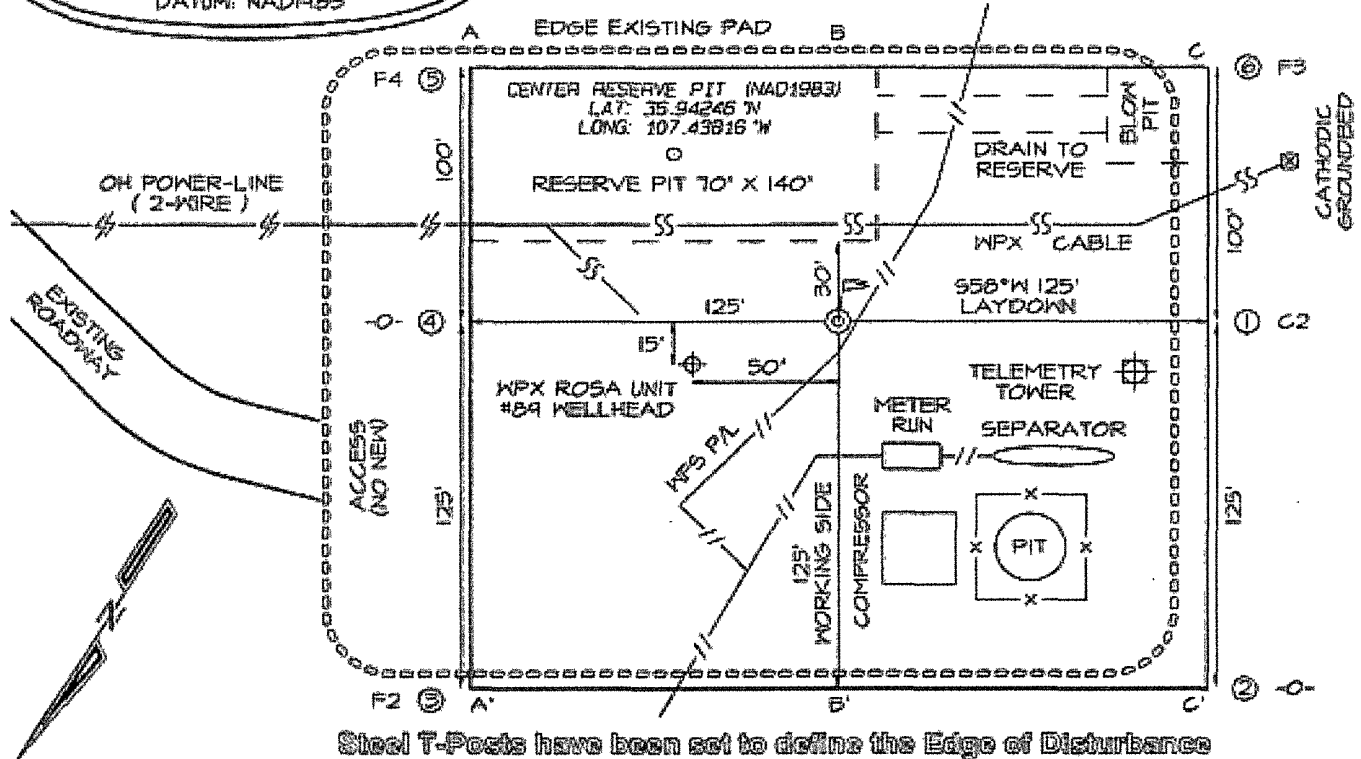 DATUM: NAD1983
A
EDGE EXISTING PAD
B
C
F4 ⑤
⑥ F3
CENTER RESERVE PIT (NAD1983)
LAT: 35.94246 °N
LONG: 107.43816 °W
BLOW PIT
CATHODIC GROUNDBED
100'
DRAIN TO
RESERVE
OH POWER-LINE
( 2-WIRE )
RESERVE PIT 70' X 140'
100'
WPX CABLE
EXISTING
ROADWAY
30'
S58°W 125'
LAYDOWN
-0- ④
125'
① C2
15'
50'
WPX ROSA UNIT
#89 WELLHEAD
TELEMETRY
TOWER
METER
RUN
SEPARATOR
WFS P/L
ACCESS
(NO NEW)
125'
125'
WORKING SIDE
COMPRESSOR
PIT
125'
N
F2 ③
A'
B'
C'
② -0-
Steel T-Posts have been set to define the Edge of Disturbance